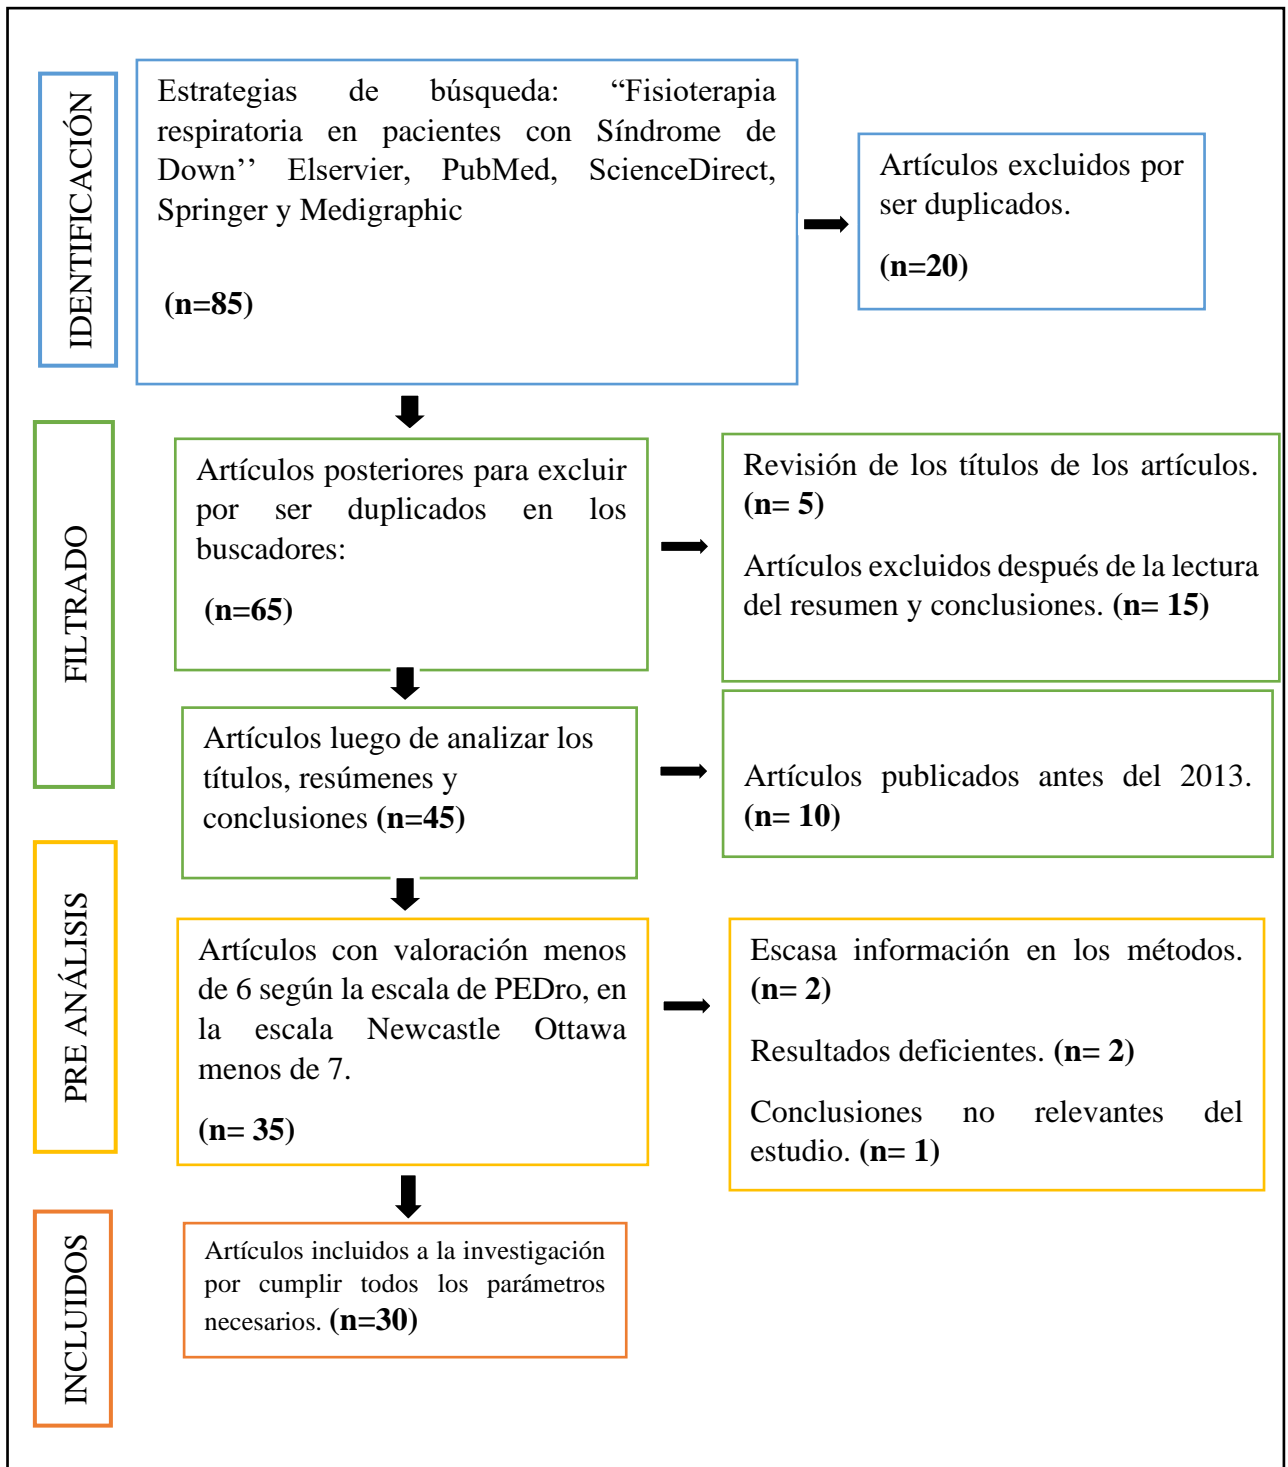 IDENTIFICACIÓN
Estrategias de búsqueda: “Fisioterapia
respiratoria en pacientes con Síndrome de
Down’’ Elservier, PubMed, ScienceDirect,
Springer y Medigraphic
(n=85)
Artículos excluidos por
ser duplicados.
(n=20)
FILTRADO
Artículos posteriores para excluir
por ser duplicados en los
buscadores:
(n=65)
Revisión de los títulos de los artículos.
(n= 5)
Artículos excluidos después de la lectura
del resumen y conclusiones. (n= 15)
Artículos luego de analizar los
títulos, resúmenes y
conclusiones (n=45)
Artículos publicados antes del 2013.
(n= 10)
PRE ANÁLISIS
Artículos con valoración menos
de 6 según la escala de PEDro, en
la escala Newcastle Ottawa
menos de 7.
(n= 35)
Escasa información en los métodos.
(n= 2)
Resultados deficientes. (n= 2)
Conclusiones no relevantes del
estudio. (n= 1)
INCLUIDOS
Artículos incluidos a la investigación
por cumplir todos los parámetros
necesarios. (n=30)